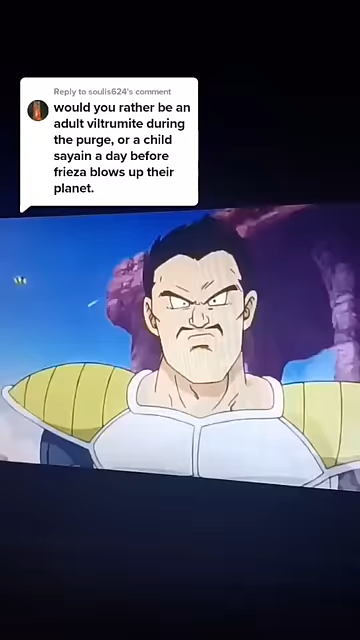 Reply to soulis624's comment
would you rather be an
adult viltrumite during
the purge, or a child
sayain a day before
frieza blows up their
planet.